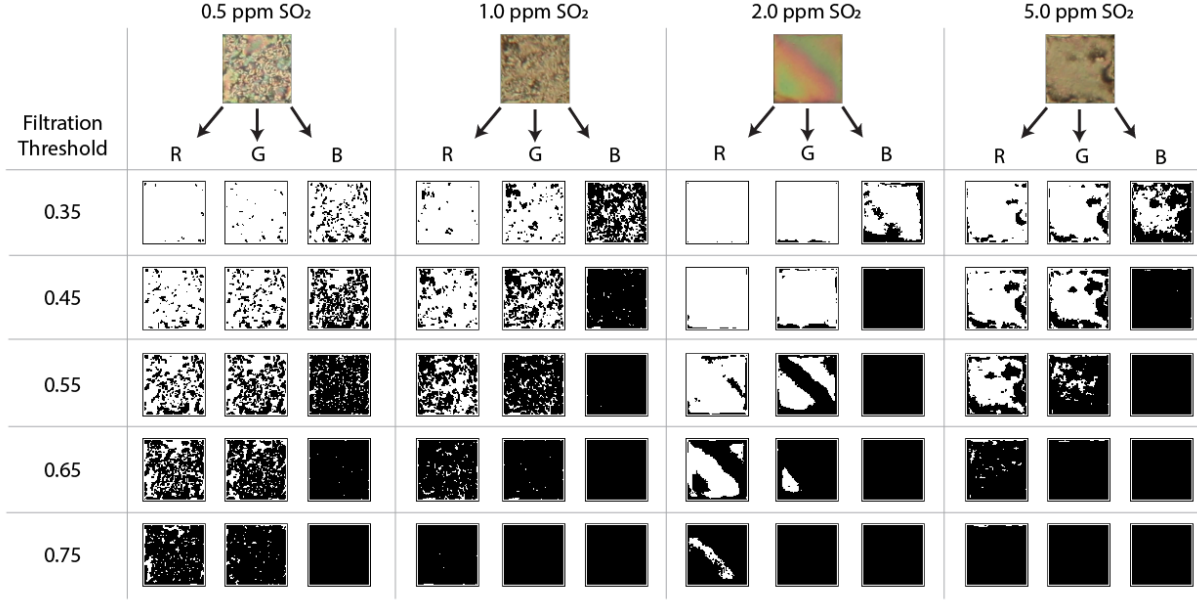 0.5 ppm SO₂ 1.0 ppm SO₂ 2.0 ppm SO₂ 5.0 ppm SO₂
Filtration
Threshold
R G B R G B R G B R G B
0.35
0.45
0.55
0.65
0.75